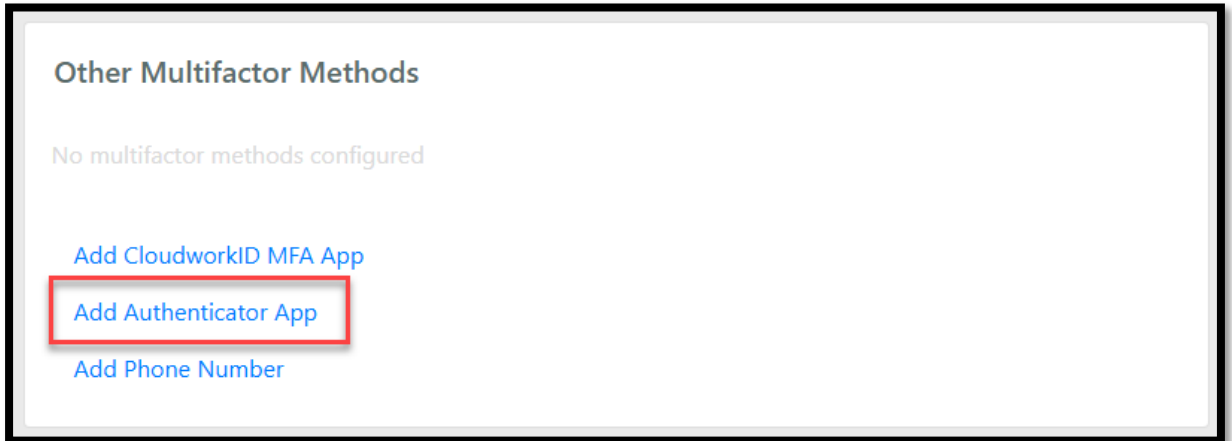 Other Multifactor Methods
No multifactor methods configured
Add CloudworkID MFA App
Add Authenticator App
Add Phone Number